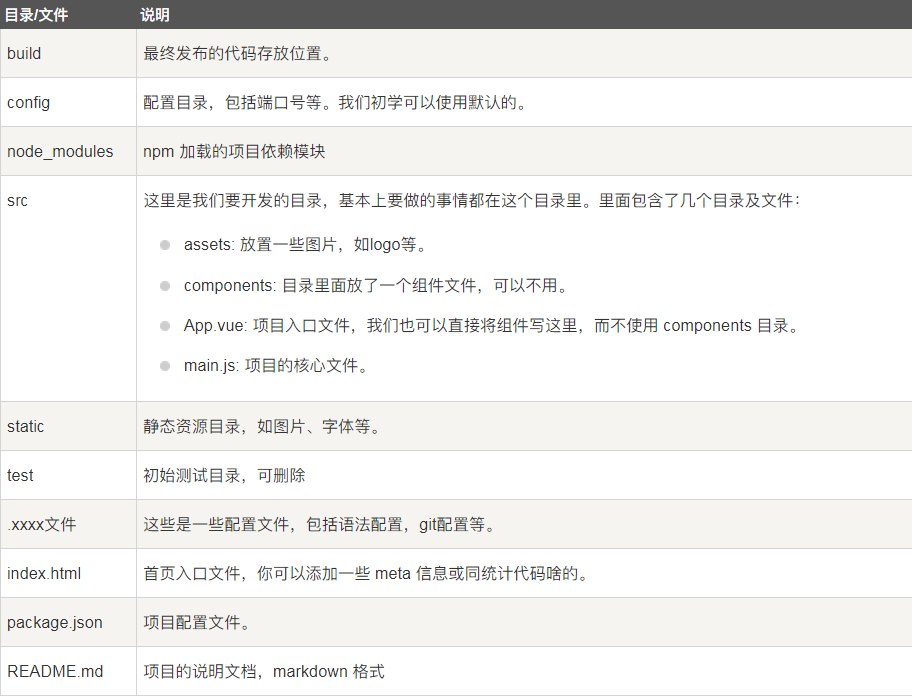 目录/文件 说明
build 最终发布的代码存放位置。
config 配置目录，包括端口号等。我们初学可以使用默认的。
node_modules npm 加载的项目依赖模块
src 这里是我们要开发的目录，基本上要做的事情都在这个目录里。里面包含了几个目录及文件：
assets: 放置一些图片，如logo等。
components: 目录里面放了一个组件文件，可以不用。
App.vue: 项目入口文件，我们也可以直接将组件写这里，而不使用 components 目录。
main.js: 项目的核心文件。
static 静态资源目录，如图片、字体等。
test 初始测试目录，可删除
.xxxx文件 这些是一些配置文件，包括语法配置，git配置等。
index.html 首页入口文件，你可以添加一些 meta 信息或同统计代码啥的。
package.json 项目配置文件。
README.md 项目的说明文档，markdown 格式